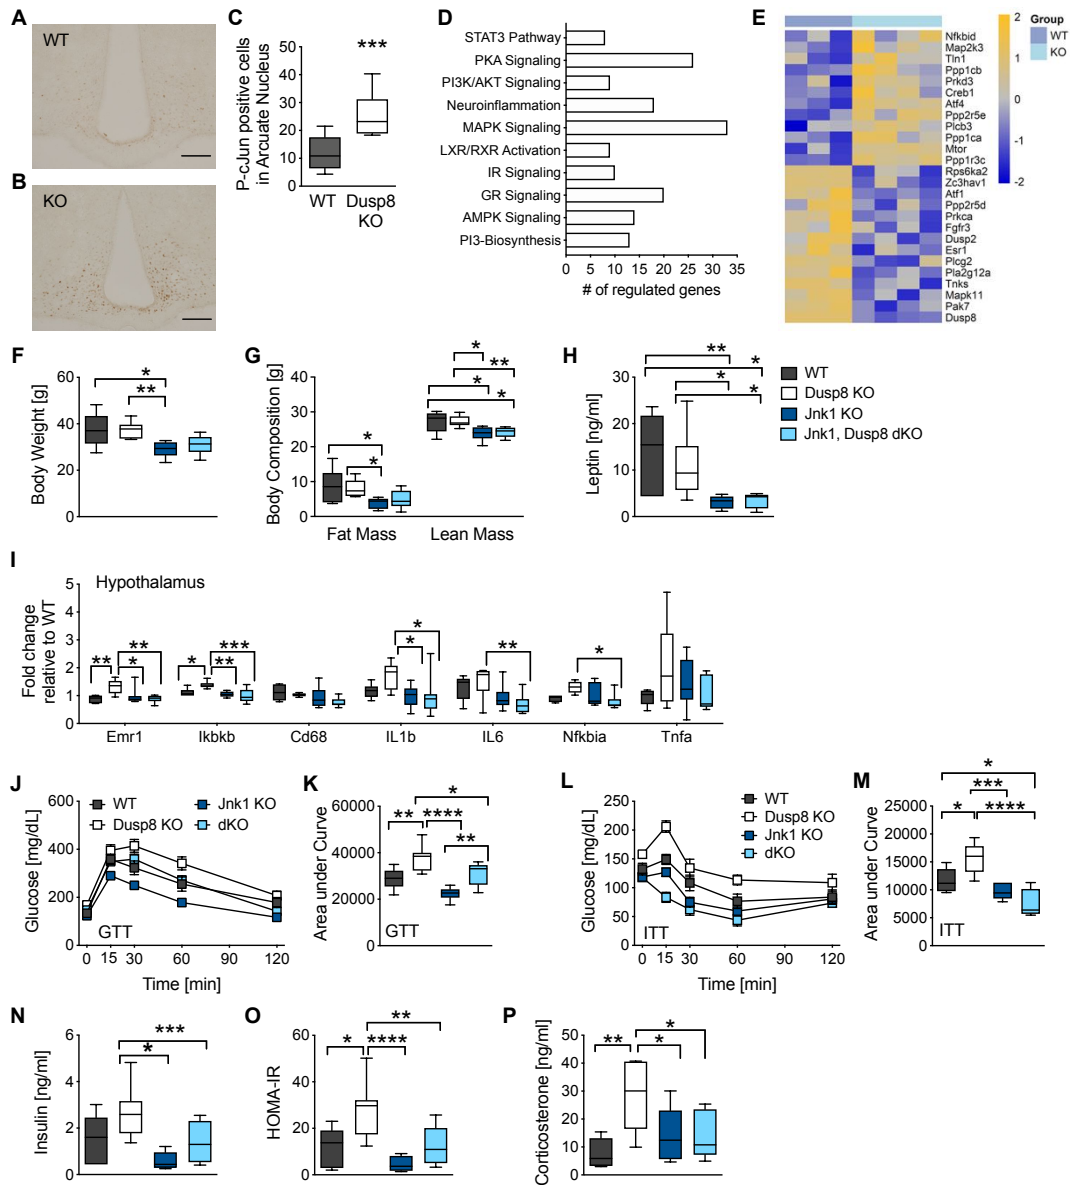 A
WT
B
KO
C
P-cJun positive cells
in Arcuate Nucleus
50
40
30
20
10
0
***
WT
Dusp8
KO
D
STAT3 Pathway
PKA Signaling
PI3K/AKT Signaling
Neuroinflammation
MAPK Signaling
LXR/RXR Activation
IR Signaling
GR Signaling
AMPK Signaling
PI3-Biosynthesis
0 5 10 15 20 25 30 35
# of regulated genes
E
2
1
0
-1
-2
Group
WT
KO
Nfkbid
Map2k3
Tln1
Ppp1cb
Prkd3
Creb1
Atf4
Ppp2r5e
Plcb3
Ppp1ca
Mtor
Ppp1r3c
Rps6ka2
Zc3hav1
Atf1
Ppp2r5d
Prkca
Fgfr3
Dusp2
Esr1
Plcg2
Pla2g12a
Tnks
Mapk11
Pak7
Dusp8
F
Body Weight [g]
60
40
20
0
*
**
G
Body Composition [g]
40
30
20
10
0
*
**
*
*
*
*
Fat Mass Lean Mass
H
Leptin [ng/ml]
30
20
10
0
**
*
*
*
WT
Dusp8 KO
Jnk1 KO
Jnk1, Dusp8 dKO
I
Hypothalamus
Fold change
relative to WT
5
4
3
2
1
0
** ** *
* *** **
* *
**
*
Emr1 Ikbkb Cd68 IL1b IL6 Nfkbia Tnfa
J
WT
Dusp8 KO
Jnk1 KO
dKO
Glucose [mg/dL]
600
400
200
0
GTT
0 15 30 60 90 120
Time [min]
K
Area under Curve
60000
40000
20000
0
*
** ****
**
GTT
L
WT
Dusp8 KO
Jnk1 KO
dKO
Glucose [mg/dL]
250
200
150
100
50
0
ITT
0 15 30 60 90 120
Time [min]
M
Area under Curve
25000
20000
15000
10000
5000
0
*
***
* ****
ITT
N
Insulin [ng/ml]
6
4
2
0
***
*
O
HOMA-IR
60
40
20
0
**
* ****
P
Corticosterone [ng/ml]
50
40
30
20
10
0
*
** *